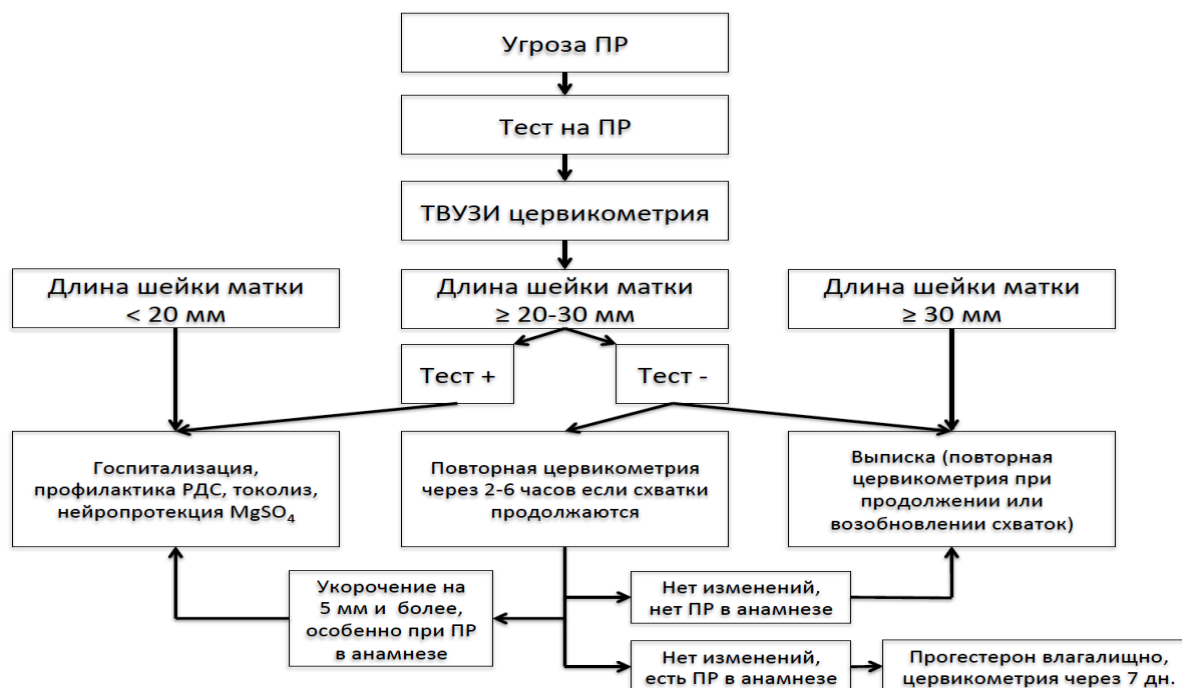 Угроза ПР
Тест на ПР
ТВУЗИ цервикометрия
Длина шейки матки
< 20 мм
Длина шейки матки
≥ 20-30 мм
Длина шейки матки
≥ 30 мм
Тест +
Тест -
Госпитализация,
профилактика РДС, токолиз,
нейропротекция MgSO₄
Повторная цервикометрия
через 2-6 часов если схватки
продолжаются
Выписка (повторная
цервикометрия при
продолжении или
возобновлении схваток)
Укорочение на
5 мм и более,
особенно при ПР
в анамнезе
Нет изменений,
нет ПР в анамнезе
Нет изменений,
есть ПР в анамнезе
Прогестерон влагалищно,
цервикометрия через 7 дн.